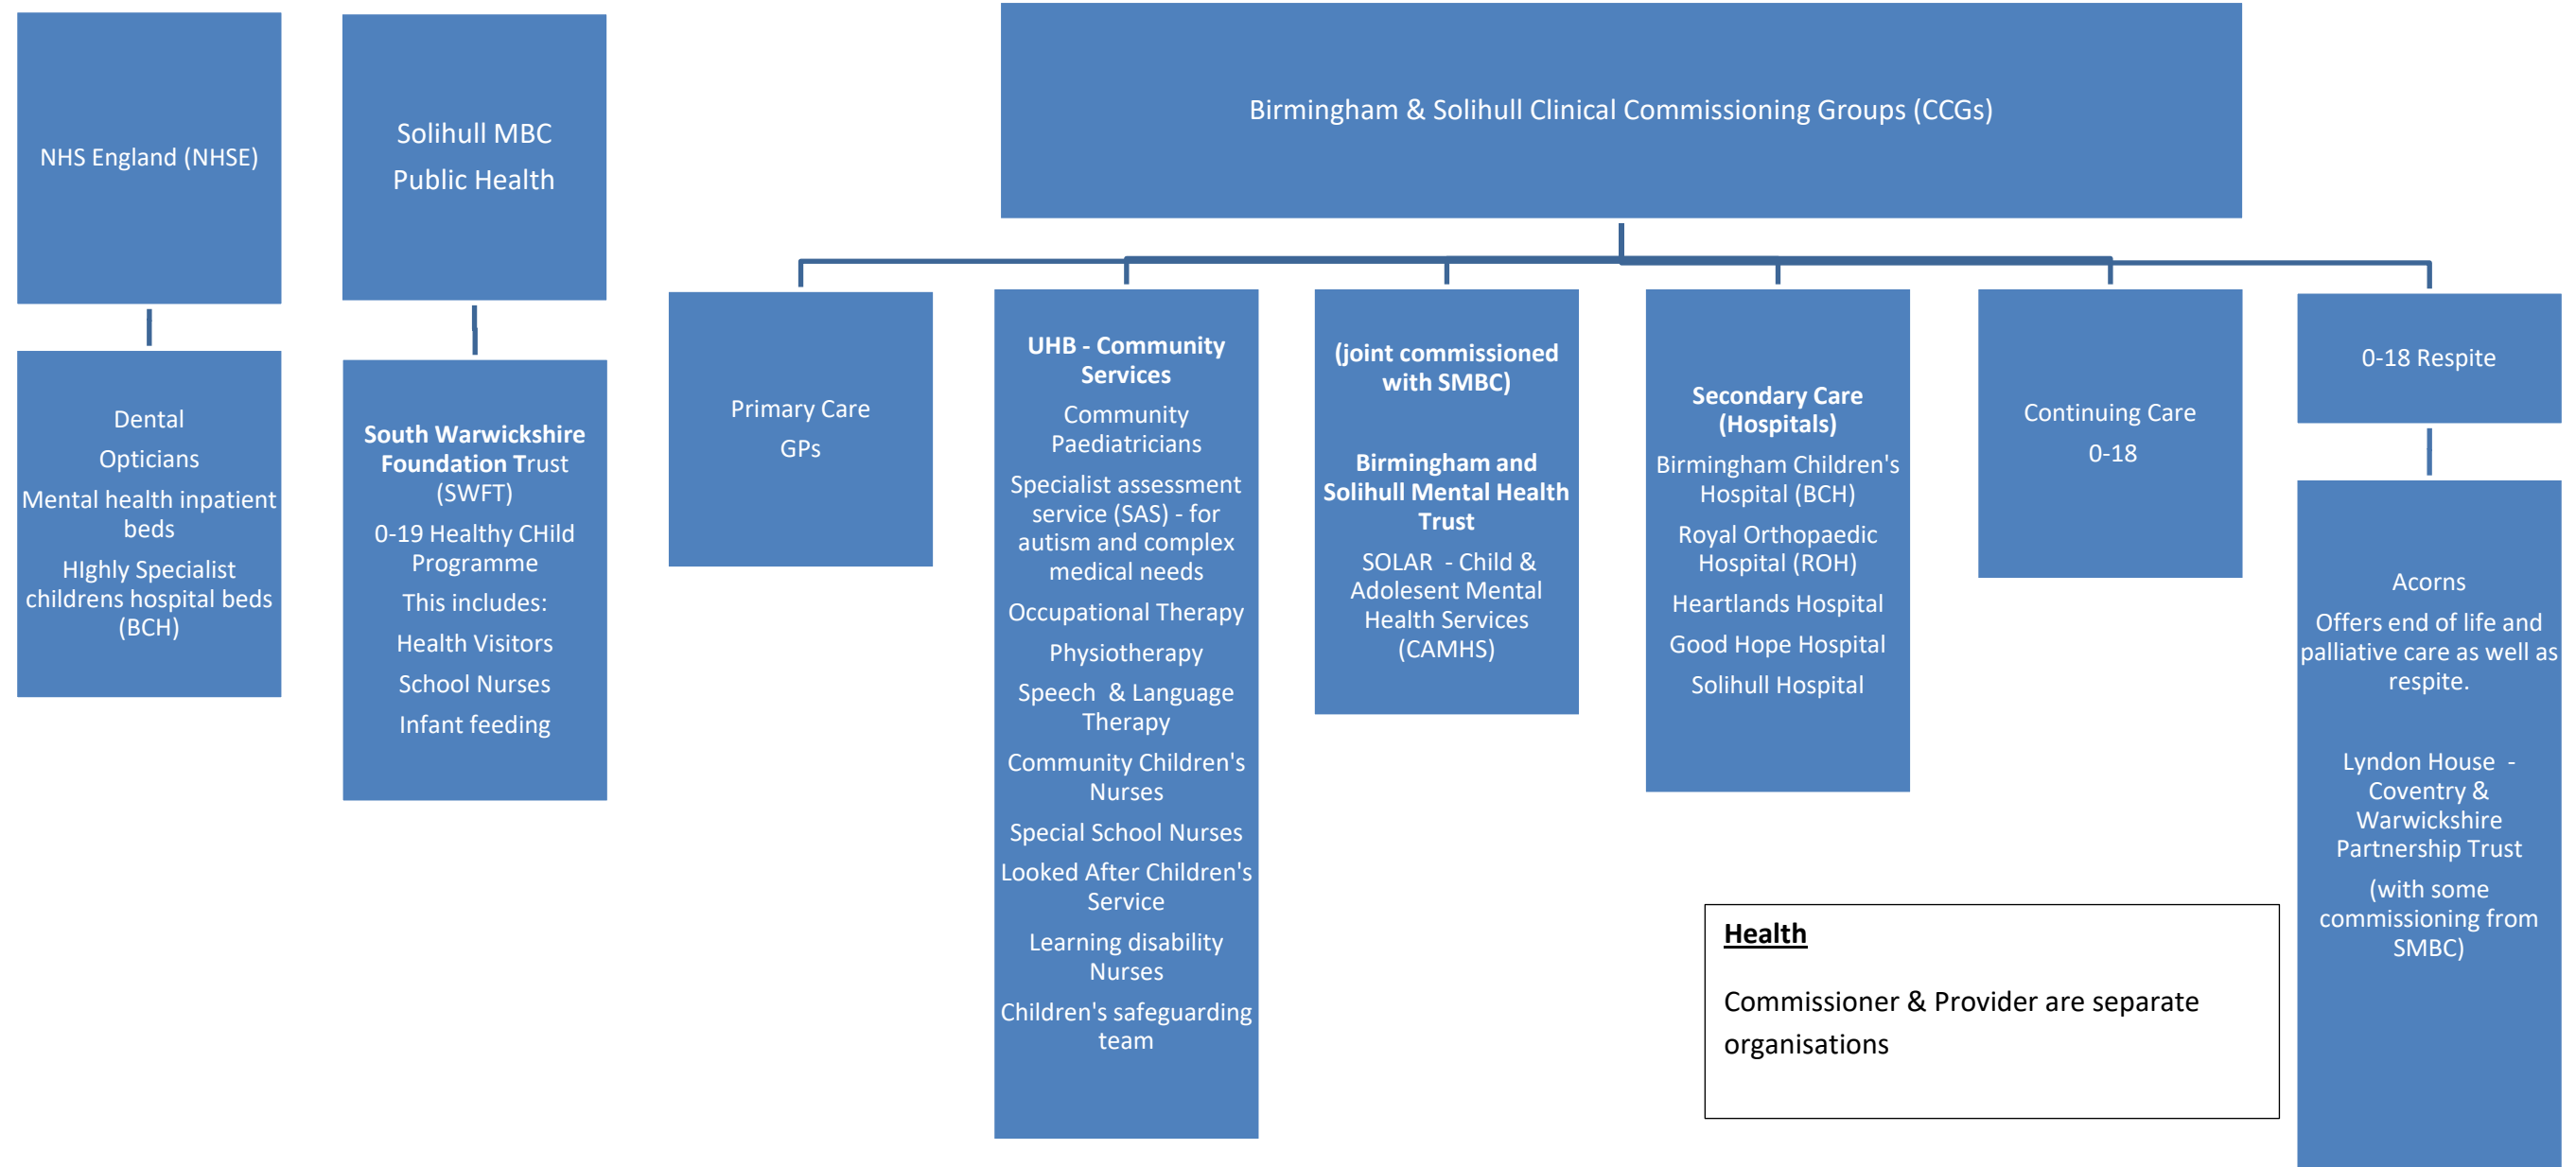 NHS England (NHSE)
Solihull MBC
Public Health
Birmingham & Solihull Clinical Commissioning Groups (CCGs)
Dental
Opticians
Mental health inpatient
beds
HIghly Specialist
childrens hospital beds
(BCH)
South Warwickshire
Foundation Trust
(SWFT)
0-19 Healthy CHild
Programme
This includes:
Health Visitors
School Nurses
Infant feeding
Primary Care
GPs
UHB - Community
Services
Community
Paediatricians
Specialist assessment
service (SAS) - for
autism and complex
medical needs
Occupational Therapy
Physiotherapy
Speech & Language
Therapy
Community Children's
Nurses
Special School Nurses
Looked After Children's
Service
Learning disability
Nurses
Children's safeguarding
team
(joint commissioned
with SMBC)
Birmingham and
Solihull Mental Health
Trust
SOLAR - Child &
Adolesent Mental
Health Services
(CAMHS)
Secondary Care
(Hospitals)
Birmingham Children's
Hospital (BCH)
Royal Orthopaedic
Hospital (ROH)
Heartlands Hospital
Good Hope Hospital
Solihull Hospital
Continuing Care
0-18
0-18 Respite
Acorns
Offers end of life and
palliative care as well as
respite.
Lyndon House -
Coventry &
Warwickshire
Partnership Trust
(with some
commissioning from
SMBC)
Health
Commissioner & Provider are separate
organisations